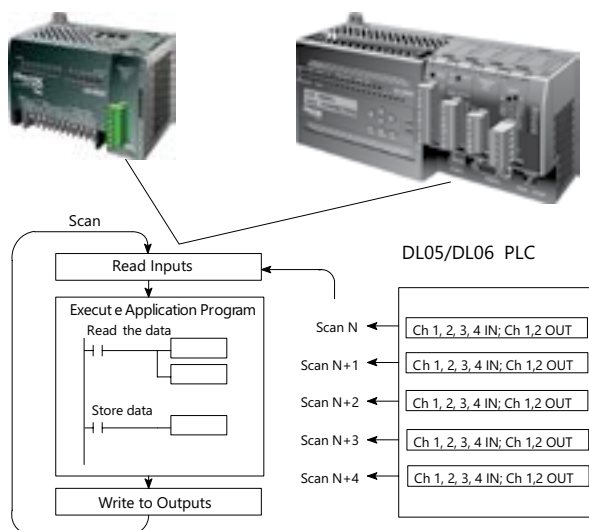 Scan
Read Inputs
Execut e Application Program
Read the data
Store data
Write to Outputs
DL05/DL06 PLC
Scan N
Ch 1, 2, 3, 4 IN; Ch 1,2 OUT
Scan N+1
Ch 1, 2, 3, 4 IN; Ch 1,2 OUT
Scan N+2
Ch 1, 2, 3, 4 IN; Ch 1,2 OUT
Scan N+3
Ch 1, 2, 3, 4 IN; Ch 1,2 OUT
Scan N+4
Ch 1, 2, 3, 4 IN; Ch 1,2 OUT